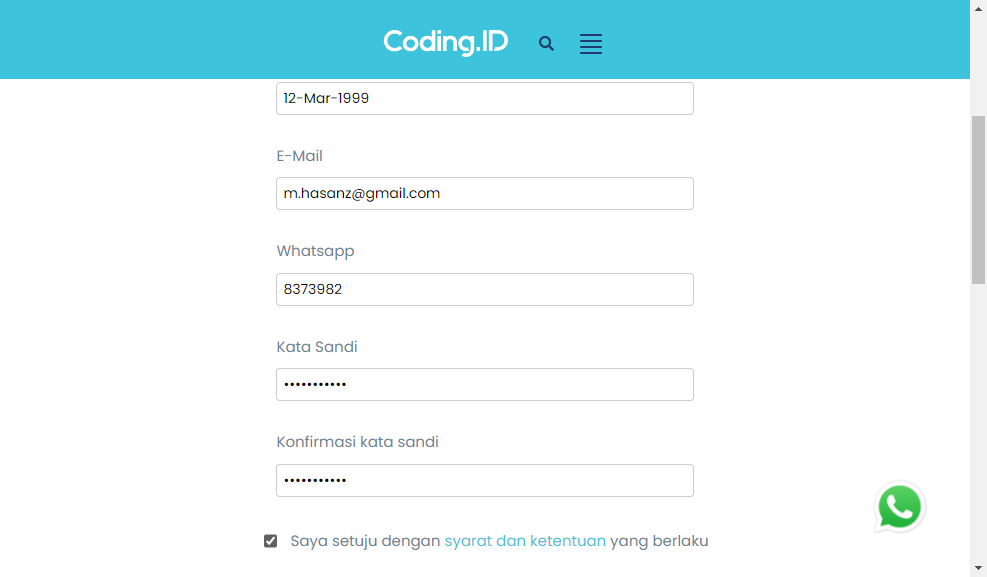 Coding.ID
12-Mar-1999
E-Mail
m.hasanz@gmail.com
Whatsapp
8373982
Kata Sandi
•••••••••••
Konfirmasi kata sandi
•••••••••••
Saya setuju dengan syarat dan ketentuan yang berlaku